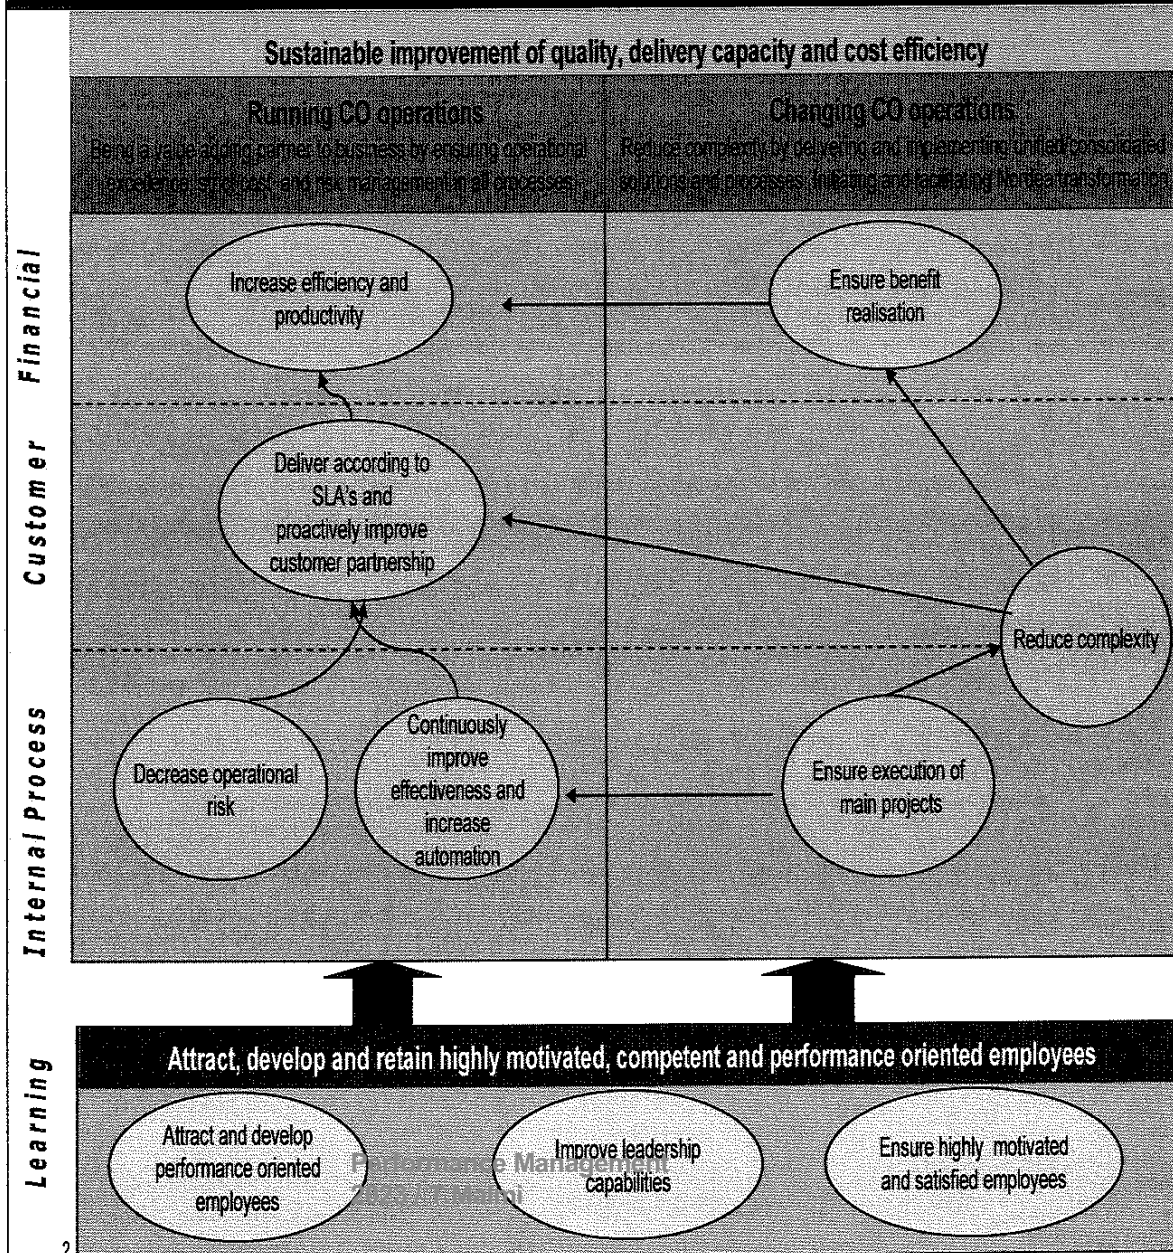 Sustainable improvement of quality, delivery capacity and cost efficiency
Running CO operations
Being a value adding partner to business by ensuring operational
excellence, strict cost, and risk management in all processes.
Changing CO operations
Reduce complexity by delivering and implementing unified/consolidated
solutions and processes. Initiating and facilitating Nordea transformation
Financial
Increase efficiency and
productivity
Ensure benefit
realisation
Customer
Deliver according to
SLA's and
proactively improve
customer partnership
Reduce complexity
Internal Process
Decrease operational
risk
Continuously
improve
effectiveness and
increase
automation
Ensure execution of
main projects
Learning
Attract, develop and retain highly motivated, competent and performance oriented employees
Attract and develop
performance oriented
employees
Improve leadership
capabilities
Ensure highly motivated
and satisfied employees
Performance Management
T.Malmi
2